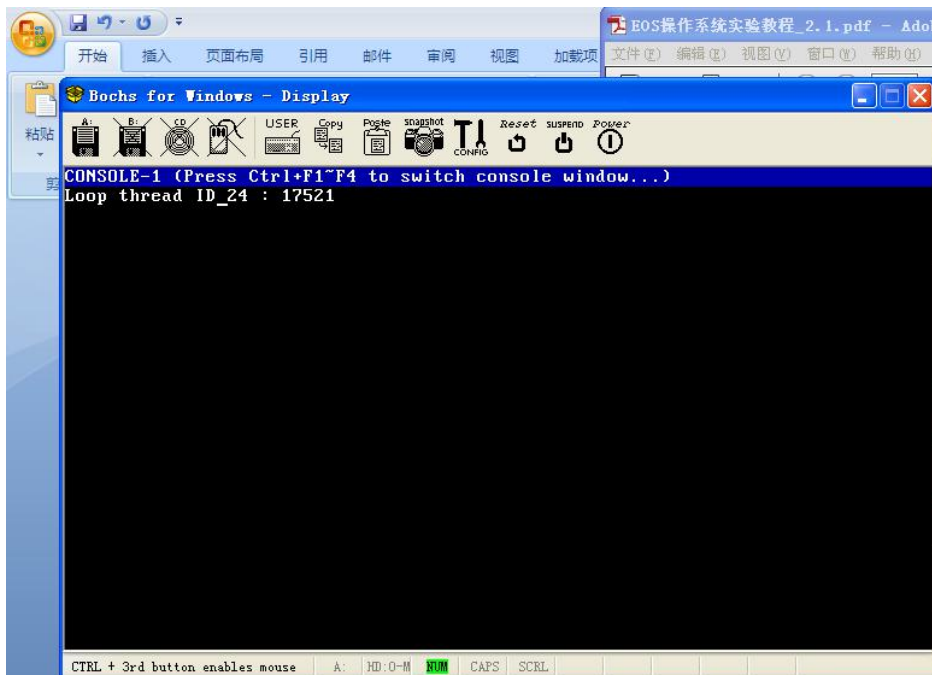 EOS操作系统实验教程_2.1.pdf - Ado
开始 插入 页面布局 引用 邮件 审阅 视图 加载项
文件(F) 编辑(E) 视图(V) 窗口(W) 帮助(H)
粘贴
剪
Bochs for Windows - Display
A: B: CD USER Copy Paste snapshot CONFIG Reset SUSPEND Power
CONSOLE-1 (Press Ctrl+F1~F4 to switch console window...)
Loop thread ID_24 : 17521
CTRL + 3rd button enables mouse A: HD:0-M NUM CAPS SCRL